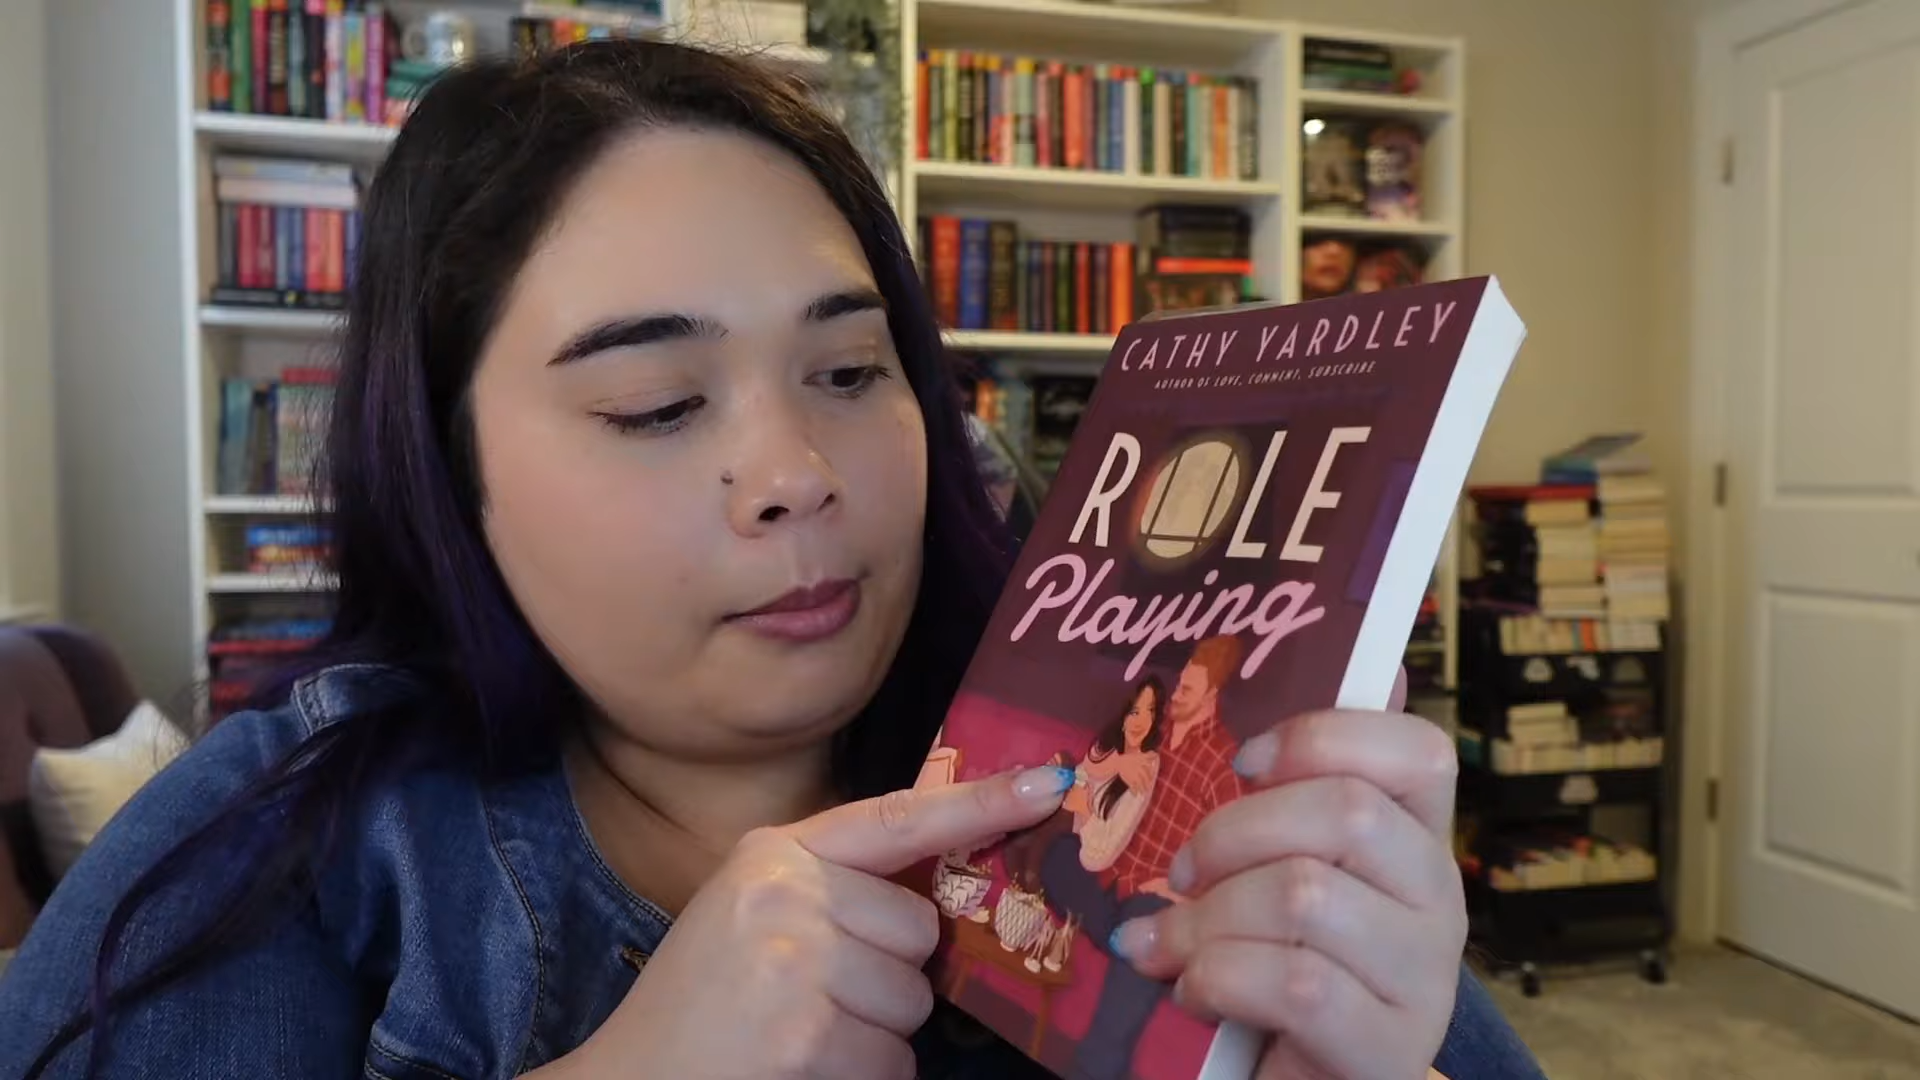 CATHY YARDLEY
AUTHOR OF LOVE, COMMENT, SUBSCRIBE
ROLE
Playing